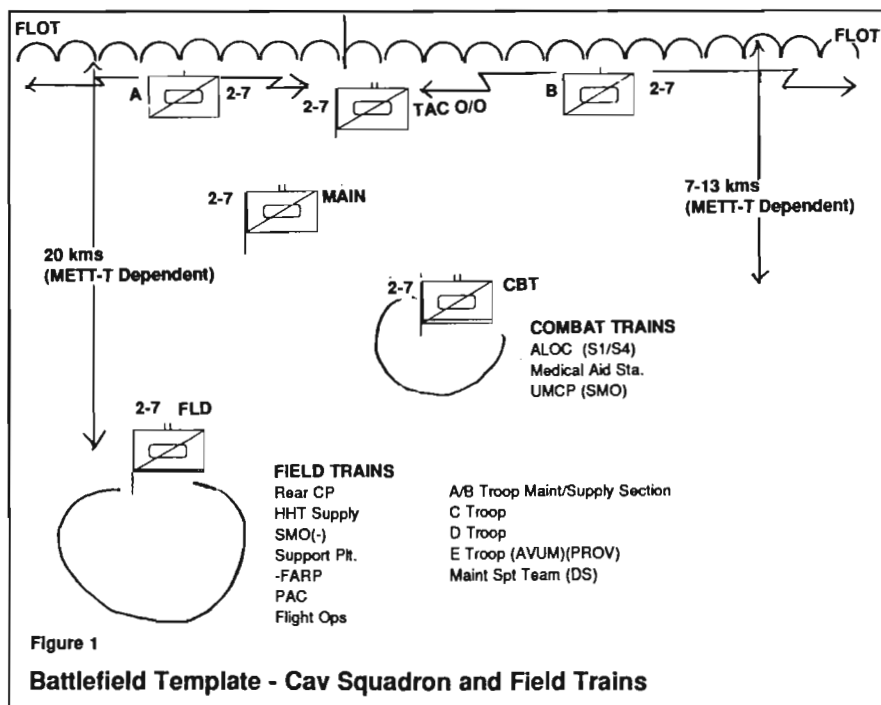 FLOT
FLOT
A
2-7
2-7
TAC O/O
B
2-7
2-7
MAIN
7-13 kms
(METT-T Dependent)
20 kms
(METT-T Dependent)
2-7
CBT
COMBAT TRAINS
ALOC (S1/S4)
Medical Aid Sta.
UMCP (SMO)
2-7 FLD
FIELD TRAINS
Rear CP
HHT Supply
SMO(-)
Support Plt.
-FARP
PAC
Flight Ops
A/B Troop Maint/Supply Section
C Troop
D Troop
E Troop (AVUM)(PROV)
Maint Spt Team (DS)
Figure 1
Battlefield Template - Cav Squadron and Field Trains